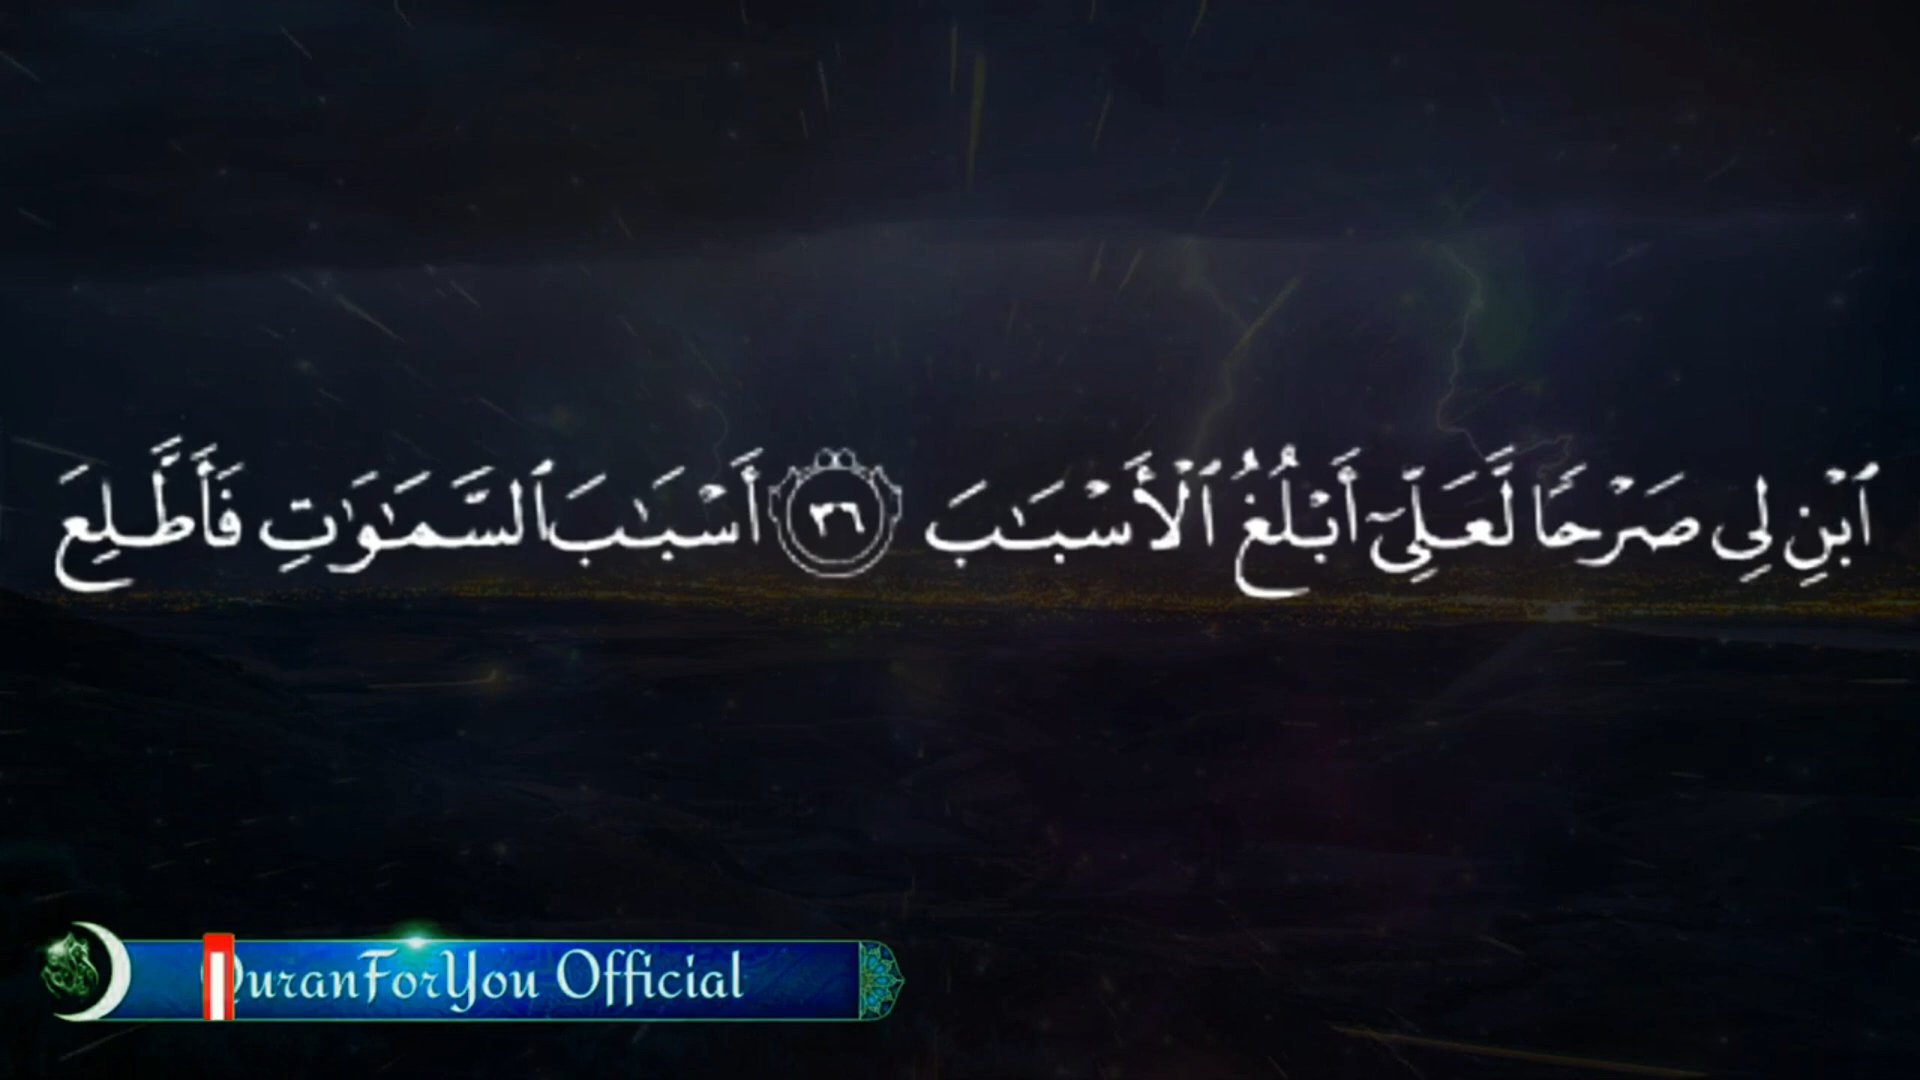 ٱبْنِ لِى صَرْحًا لَّعَلِّىٓ أَبْلُغُ ٱلْأَسْبَـٰبَ ٣٦ أَسْبَـٰبَ ٱلسَّمَـٰوَٰتِ فَأَطَّلِعَ
QuranForYou Official